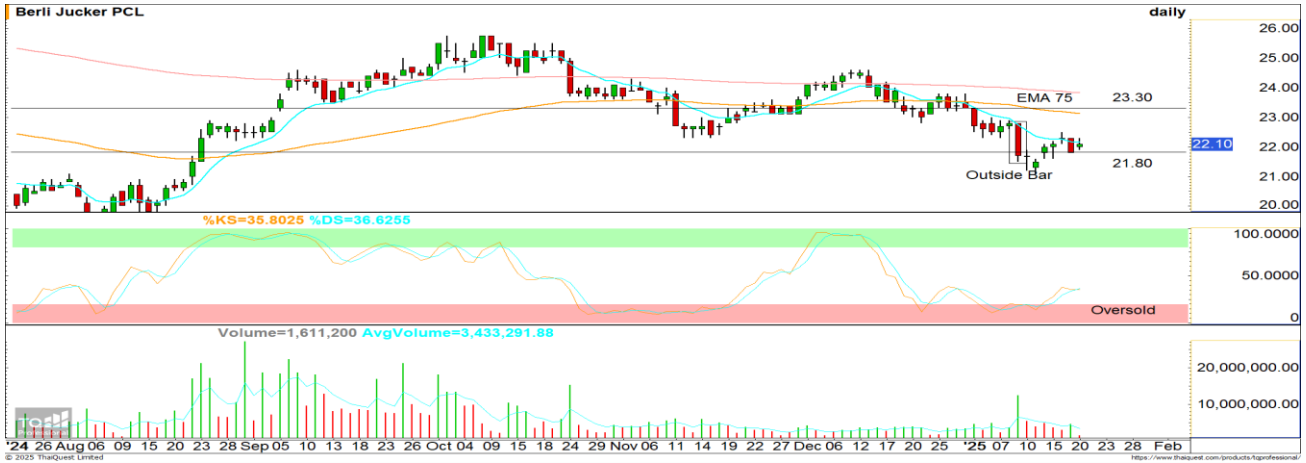 Berli Jucker PCL
daily
26.00
25.00
24.00
EMA 75 23.30
23.00
22.10
22.00
21.80
Outside Bar
21.00
20.00
%KS=35.8025 %DS=36.6255
100.0000
50.0000
Oversold
0
Volume=1,611,200 AvgVolume=3,433,291.88
20,000,000.00
10,000,000.00
'24 26 Aug 06 09 15 20 23 28 Sep 05 10 13 18 23 26 Oct 04 09 16 21 24 29 Nov 06 11 14 19 22 27 Dec 06 12 17 20 25 '25 07 10 15 20 23 28 Feb
© 2025 ThaiQuest Limited
https://www.thaiquest.com/products/tqprofessional/